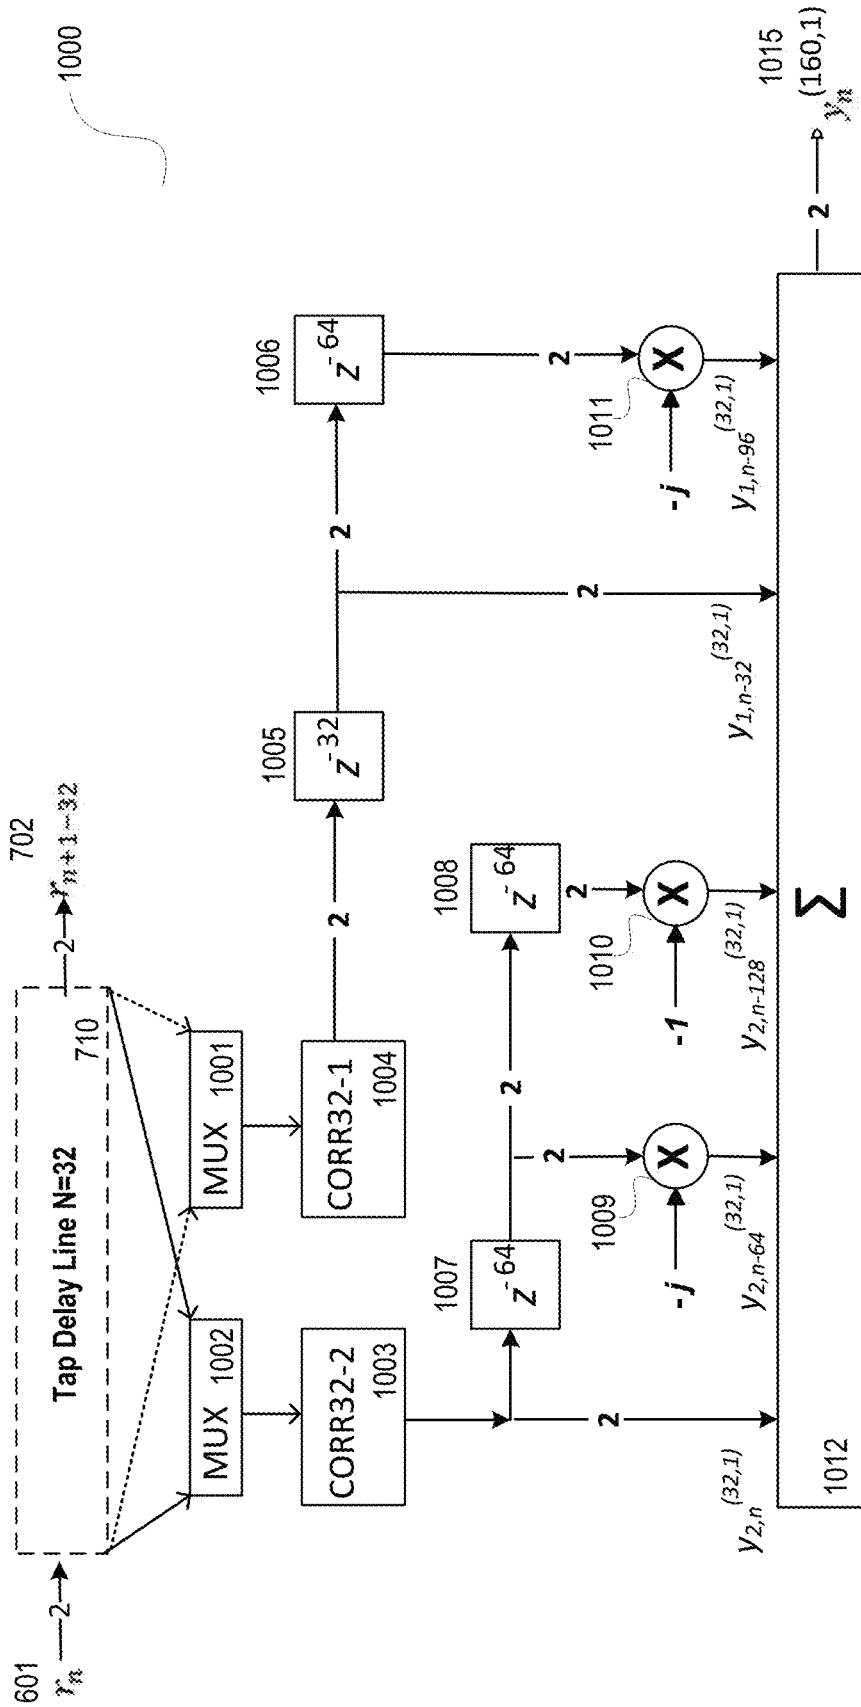 1000
601
r_n
2
Tap Delay Line N=32
710
2
702
r_{n+1-32}
MUX 1002
MUX 1001
CORR32-2
1003
CORR32-1
1004
2
1005
z^{-32}
2
1006
z^{-64}
1007
z^{-64}
2
1008
z^{-64}
2
2
2
2
2
1009
-j
X
1010
-1
X
1011
-j
X
y_{2,n}^{(32,1)}
y_{2,n-64}^{(32,1)}
y_{2,n-128}^{(32,1)}
y_{1,n-32}^{(32,1)}
y_{1,n-96}^{(32,1)}
1012
Σ
2
1015
y_n^{(160,1)}